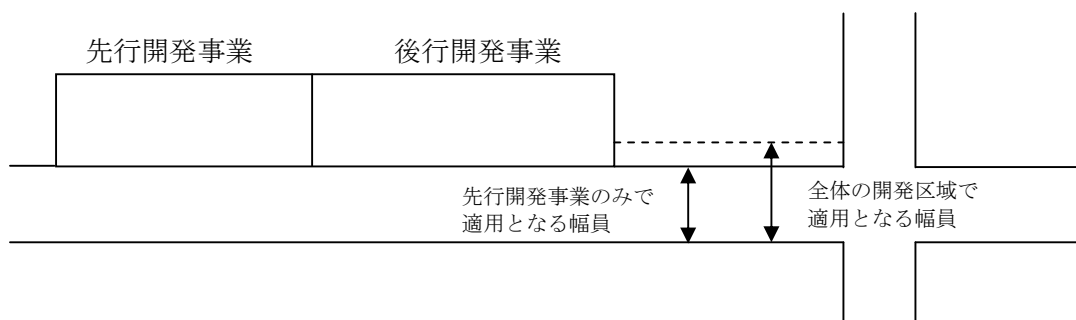 先行開発事業
後行開発事業
先行開発事業のみで
適用となる幅員
全体の開発区域で
適用となる幅員